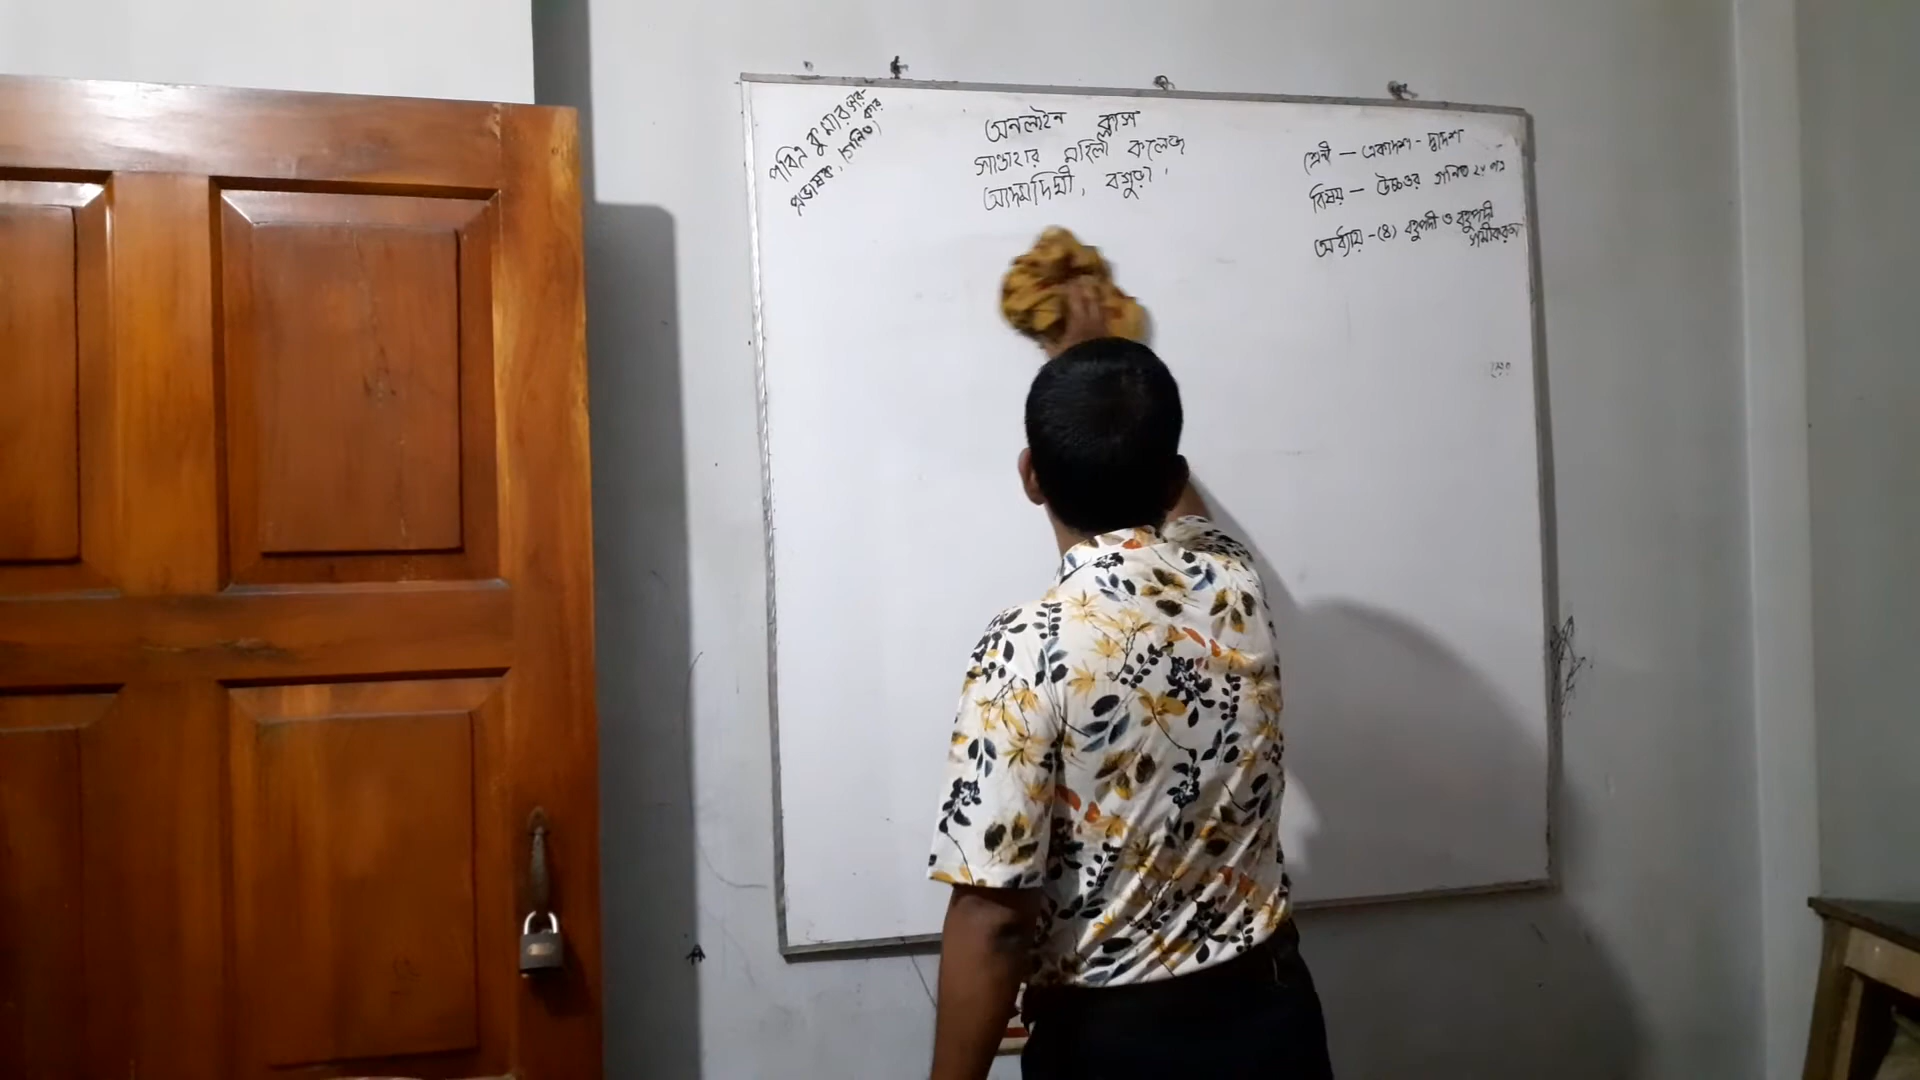 পবিত্র কুমার সর-
কার
প্রভাষক, (গণিত)
অনলাইন ক্লাস
সান্তাহার মহিলা কলেজ
আদমদিঘী, বগুড়া,
শ্রেণী — একাদশ - দ্বাদশ
বিষয় — উচ্চতর গণিত ২য় পত্র
অধ্যায় -(৪) বহুপদী ও বহুপদী
সমীকরণ